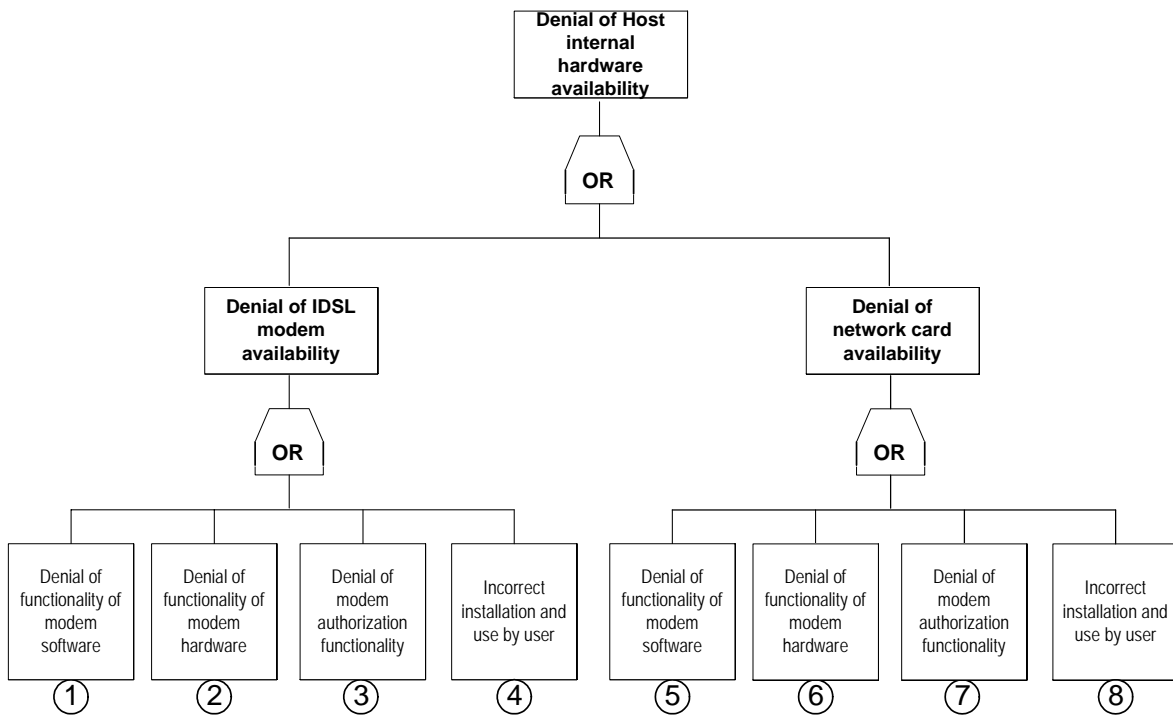 Denial of Host
internal
hardware
availability
OR
Denial of IDSL
modem
availability
Denial of
network card
availability
OR
OR
Denial of
functionality of
modem
software
Denial of
functionality of
modem
hardware
Denial of
modem
authorization
functionality
Incorrect
installation and
use by user
Denial of
functionality of
modem
software
Denial of
functionality of
modem
hardware
Denial of
modem
authorization
functionality
Incorrect
installation and
use by user
1
2
3
4
5
6
7
8